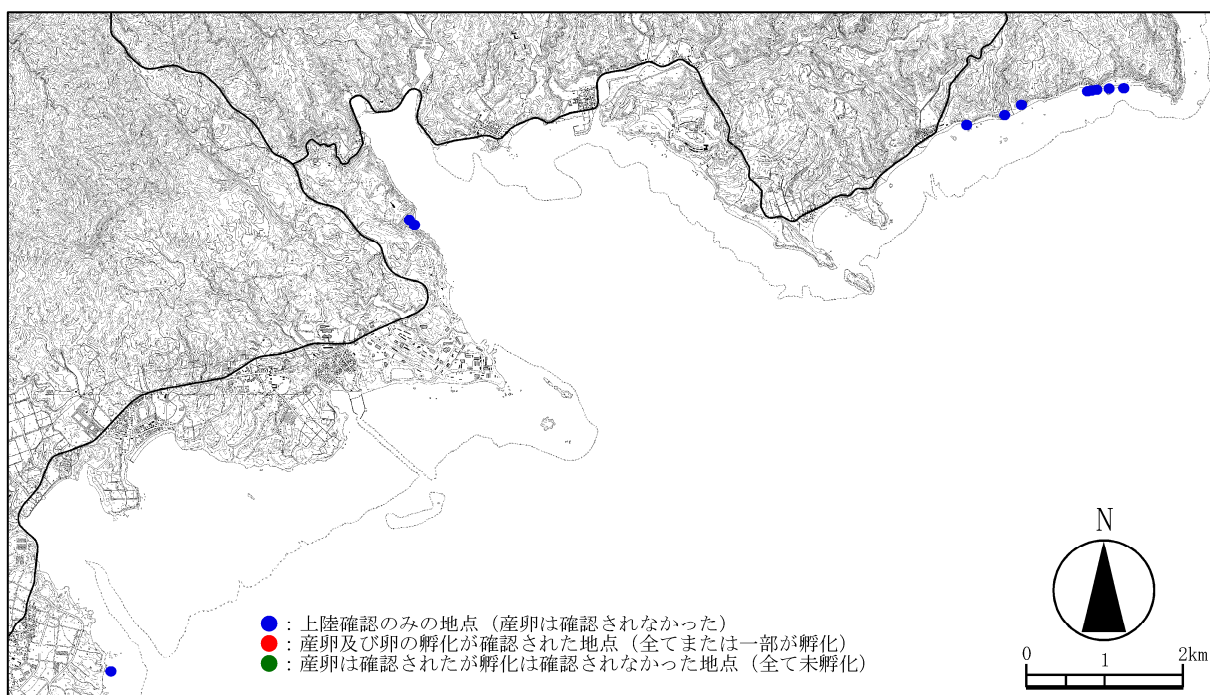 N
：上陸確認のみの地点（産卵は確認されなかった）
：産卵及び卵の孵化が確認された地点（全てまたは一部が孵化）
：産卵は確認されたが孵化は確認されなかった地点（全て未孵化）
0 1 2km